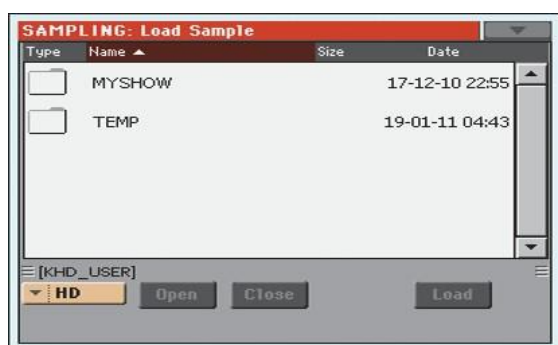 SAMPLING: Load Sample
Type Name Size Date
MYSHOW 17-12-10 22:55
TEMP 19-01-11 04:43
[KHD_USER]
HD Open Close Load